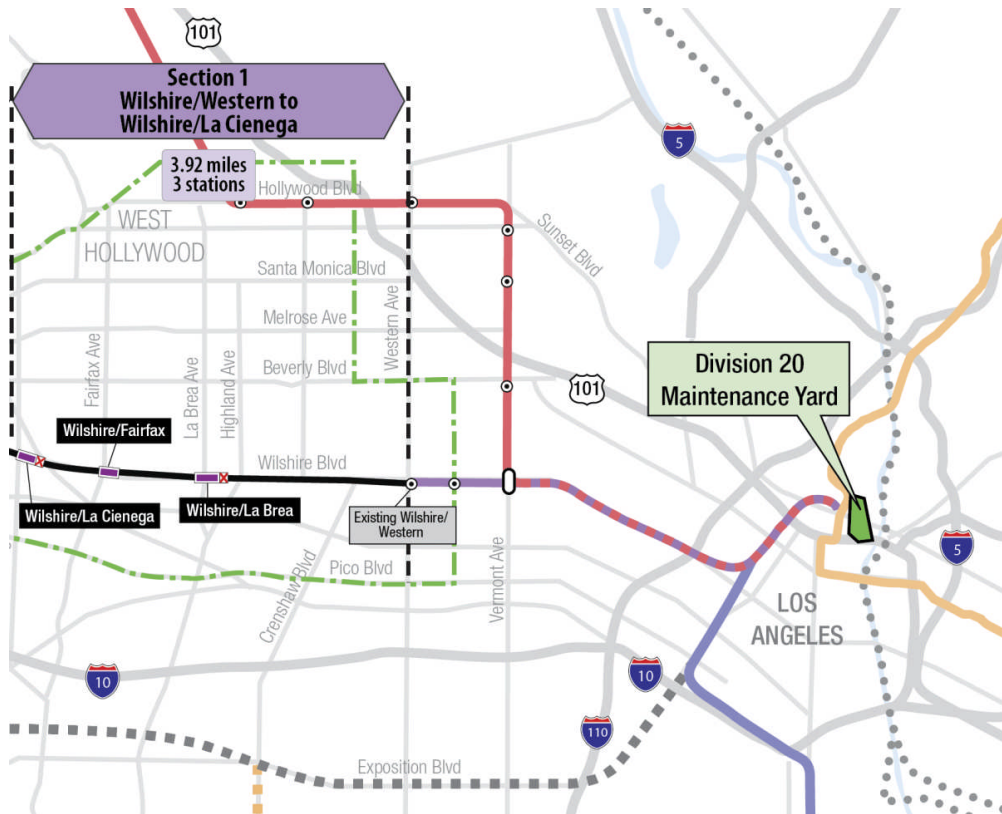 101
Section 1
Wilshire/Western to
Wilshire/La Cienega
3.92 miles
3 stations
Hollywood Blvd
5
WEST
HOLLYWOOD
Sunset Blvd
Santa Monica Blvd
Melrose Ave
Western Ave
Fairfax Ave
La Brea Ave
Highland Ave
Beverly Blvd
101
Division 20
Maintenance Yard
Wilshire/Fairfax
Wilshire Blvd
Wilshire/La Cienega
Wilshire/La Brea
Existing Wilshire/
Western
5
Pico Blvd
Crenshaw Blvd
Vermont Ave
LOS
ANGELES
10
10
110
Exposition Blvd